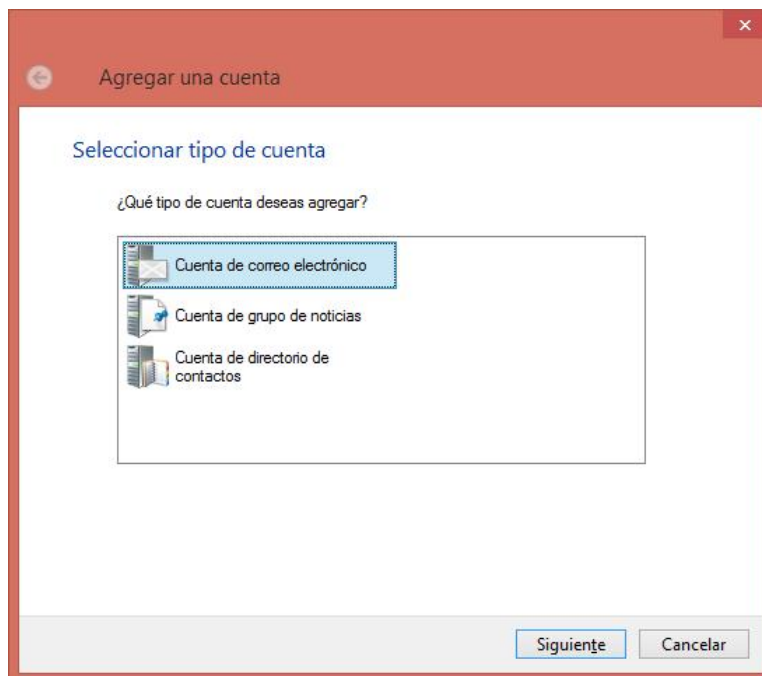 Agregar una cuenta
Seleccionar tipo de cuenta
¿Qué tipo de cuenta deseas agregar?
Cuenta de correo electrónico
Cuenta de grupo de noticias
Cuenta de directorio de
contactos
Siguiente Cancelar